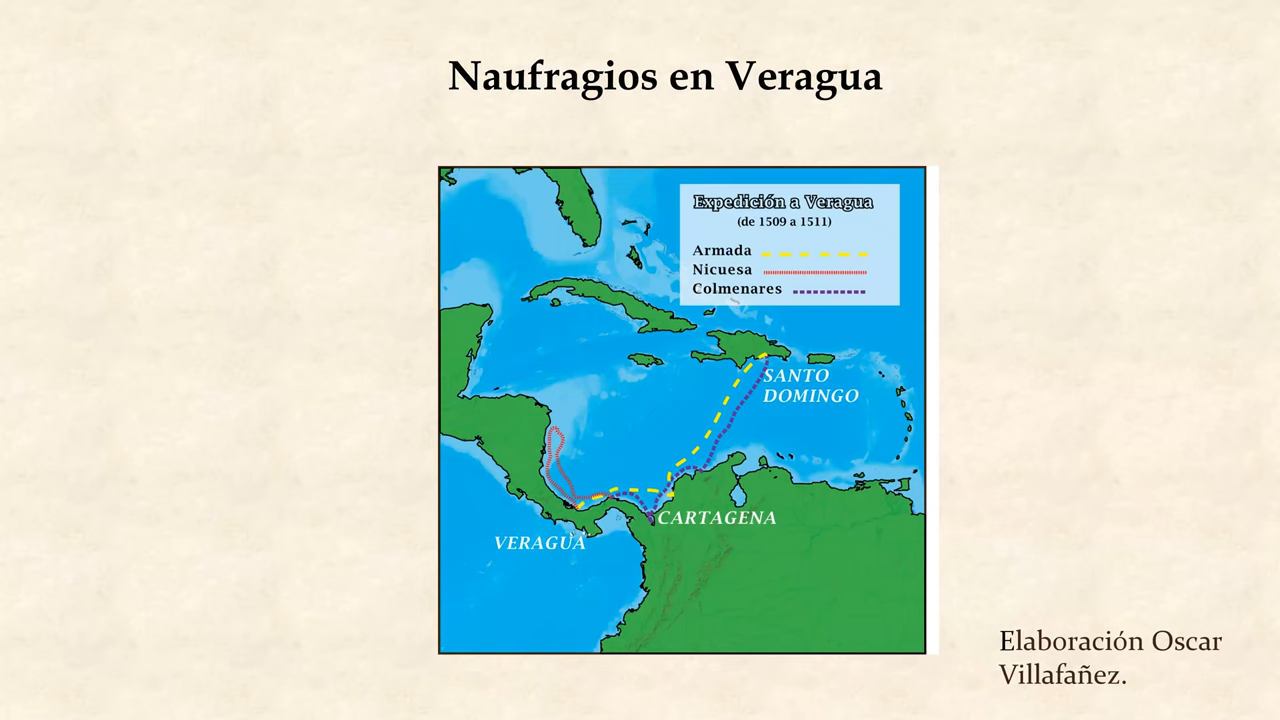 Naufragios en Veragua
Expedición a Veragua
(de 1509 a 1511)
Armada
Nicuesa
Colmenares
SANTO
DOMINGO
CARTAGENA
VERAGUA
Elaboración Oscar
Villafañez.